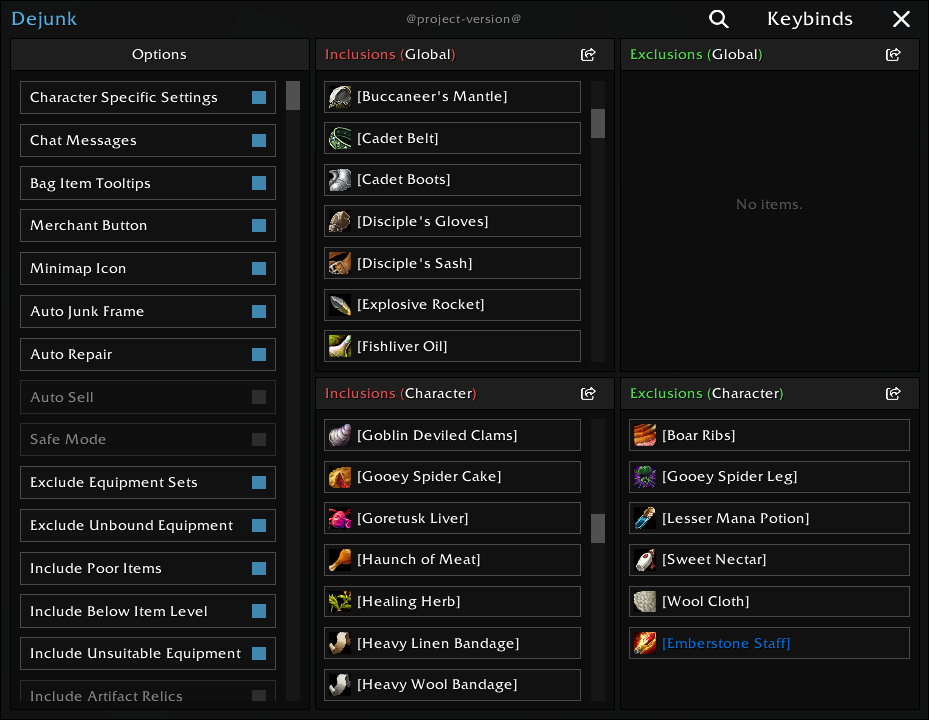 Dejunk
@project-version@
Keybinds
Options
Character Specific Settings
Chat Messages
Bag Item Tooltips
Merchant Button
Minimap Icon
Auto Junk Frame
Auto Repair
Auto Sell
Safe Mode
Exclude Equipment Sets
Exclude Unbound Equipment
Include Poor Items
Include Below Item Level
Include Unsuitable Equipment
Include Artifact Relics
Inclusions (Global)
[Buccaneer's Mantle]
[Cadet Belt]
[Cadet Boots]
[Disciple's Gloves]
[Disciple's Sash]
[Explosive Rocket]
[Fishliver Oil]
Exclusions (Global)
No items.
Inclusions (Character)
[Goblin Deviled Clams]
[Gooey Spider Cake]
[Goretusk Liver]
[Haunch of Meat]
[Healing Herb]
[Heavy Linen Bandage]
[Heavy Wool Bandage]
Exclusions (Character)
[Boar Ribs]
[Gooey Spider Leg]
[Lesser Mana Potion]
[Sweet Nectar]
[Wool Cloth]
[Emberstone Staff]